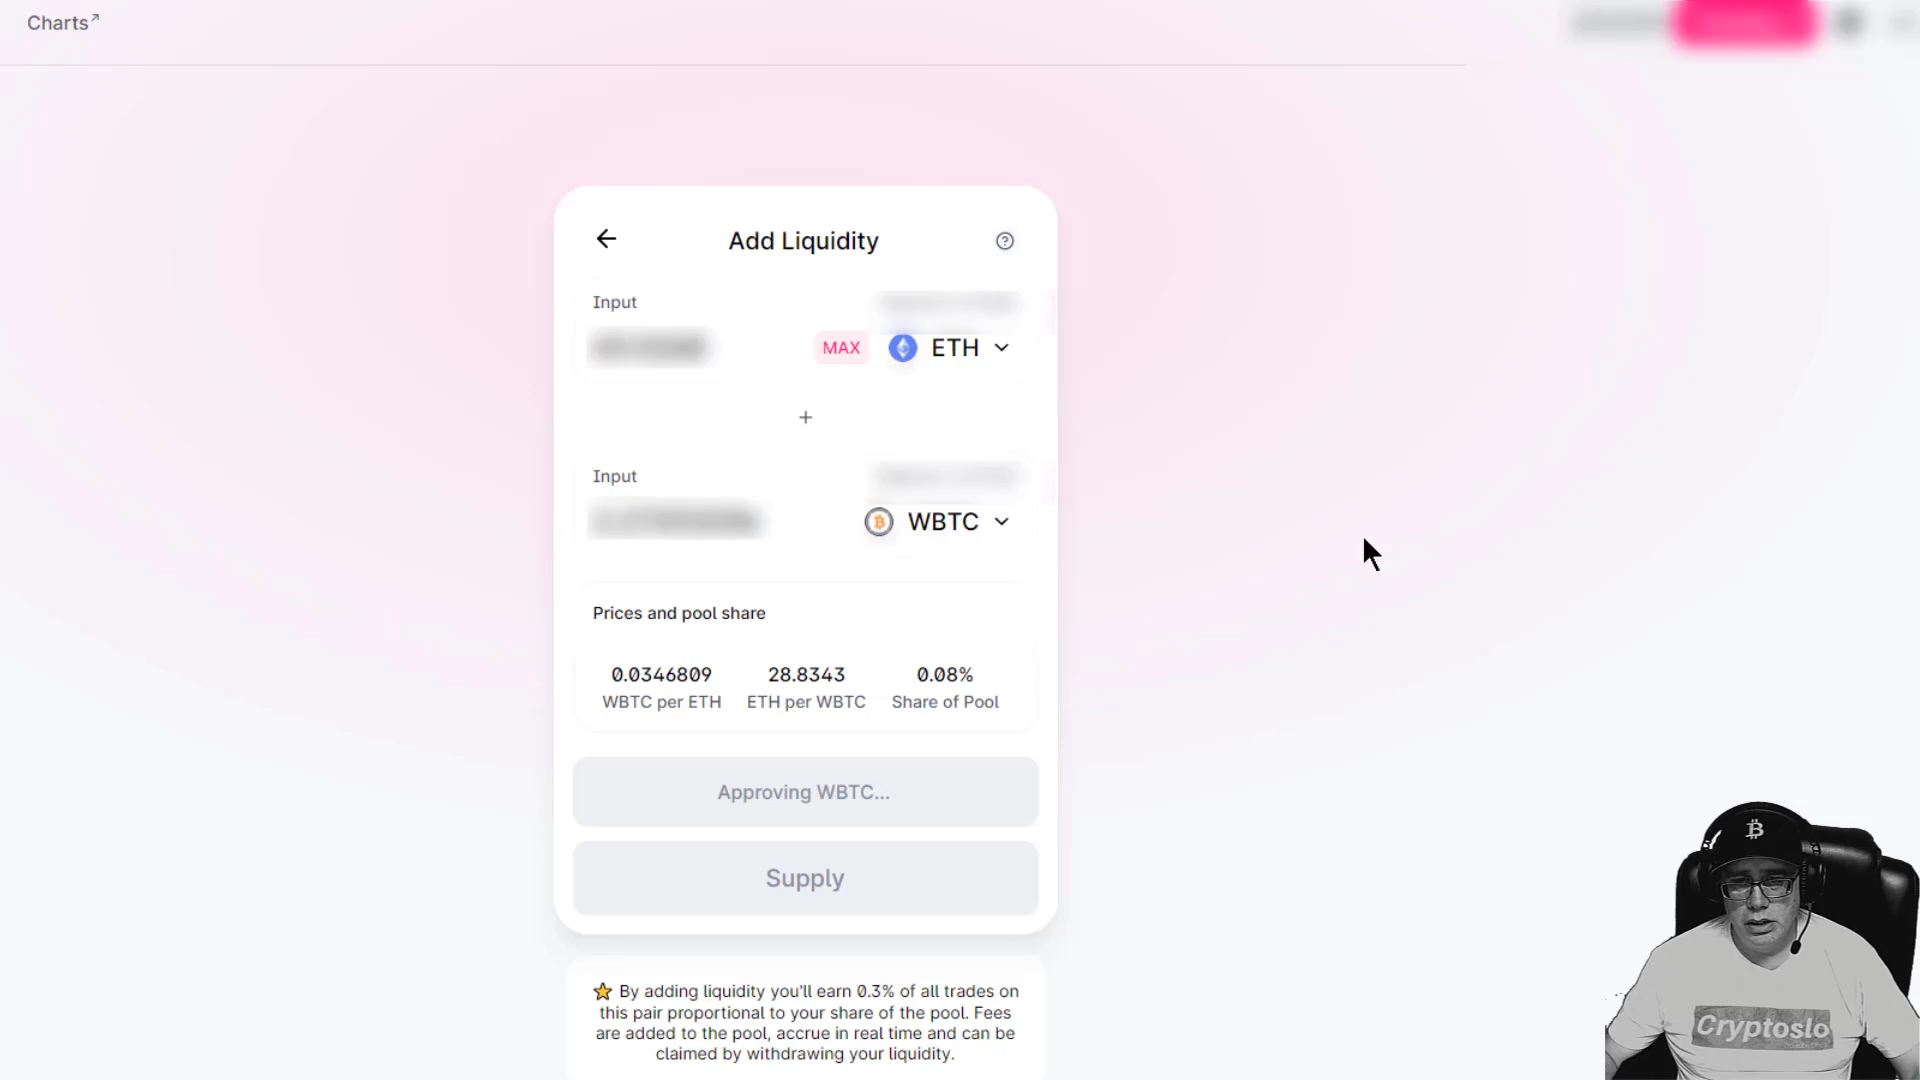 Charts↗
Add Liquidity
Input
MAX
ETH
+
Input
WBTC
Prices and pool share
0.0346809 28.8343 0.08%
WBTC per ETH ETH per WBTC Share of Pool
Approving WBTC...
Supply
⭐ By adding liquidity you'll earn 0.3% of all trades on
this pair proportional to your share of the pool. Fees
are added to the pool, accrue in real time and can be
claimed by withdrawing your liquidity.
Cryptoslo